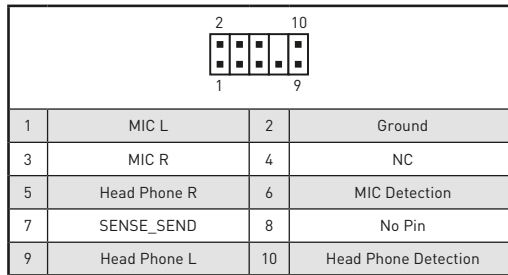 2 10
1 9
1 MIC L 2 Ground
3 MIC R 4 NC
5 Head Phone R 6 MIC Detection
7 SENSE_SEND 8 No Pin
9 Head Phone L 10 Head Phone Detection